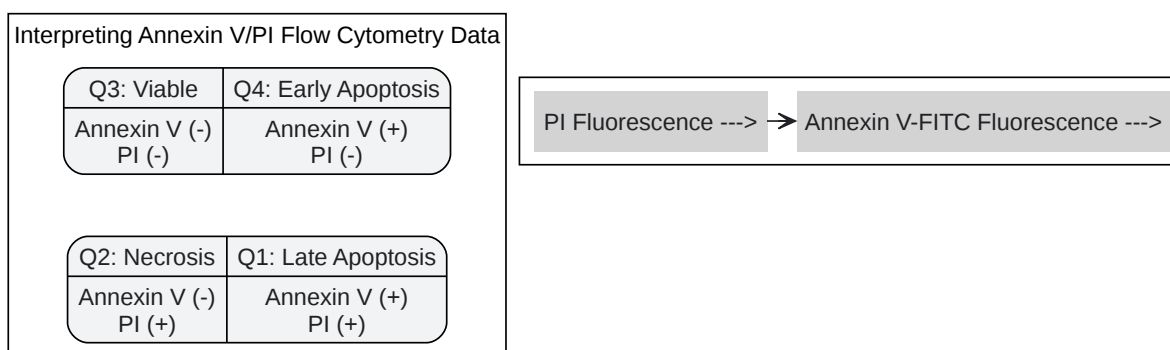 Interpreting Annexin V/PI Flow Cytometry Data
Q3: Viable
Q4: Early Apoptosis
Annexin V (-)
PI (-)
Annexin V (+)
PI (-)
Q2: Necrosis
Q1: Late Apoptosis
Annexin V (-)
PI (+)
Annexin V (+)
PI (+)
PI Fluorescence --->
Annexin V-FITC Fluorescence --->